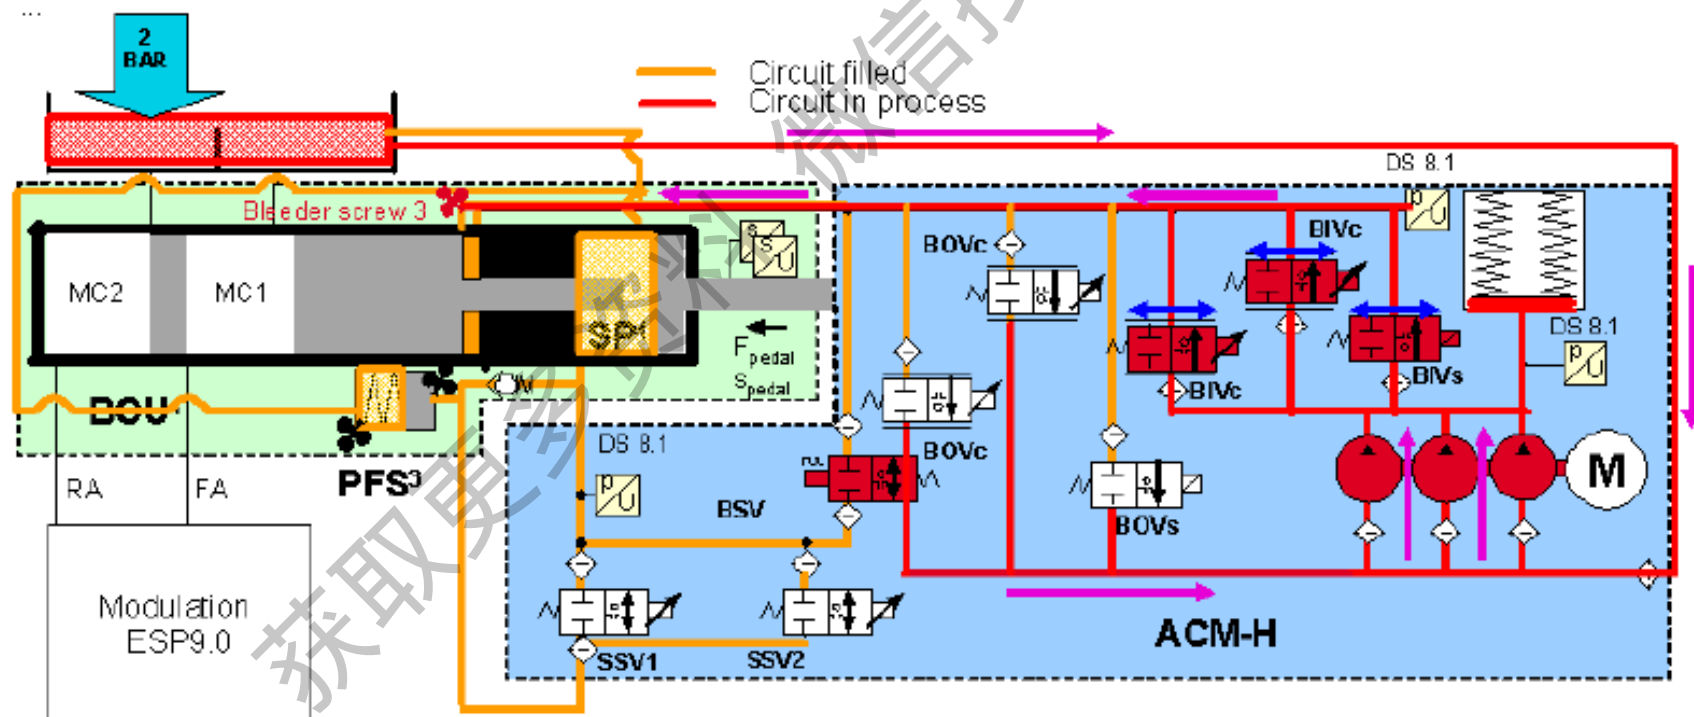 ...
2
BAR
Circuit filled
Circuit in process
DS 8.1
Bleeder screw 3
BOVc
BIVc
MC2
MC1
S
S
U
p
U
DS 8.1
SP1
F pedal
S pedal
p
U
BIVs
BIVc
BOU
DS 8.1
BOVc
M
RA
FA
PFS3
p
U
BSV
BOVs
Modulation
ESP9.0
ACM-H
SSV1
SSV2
获取更多资料 微信搜